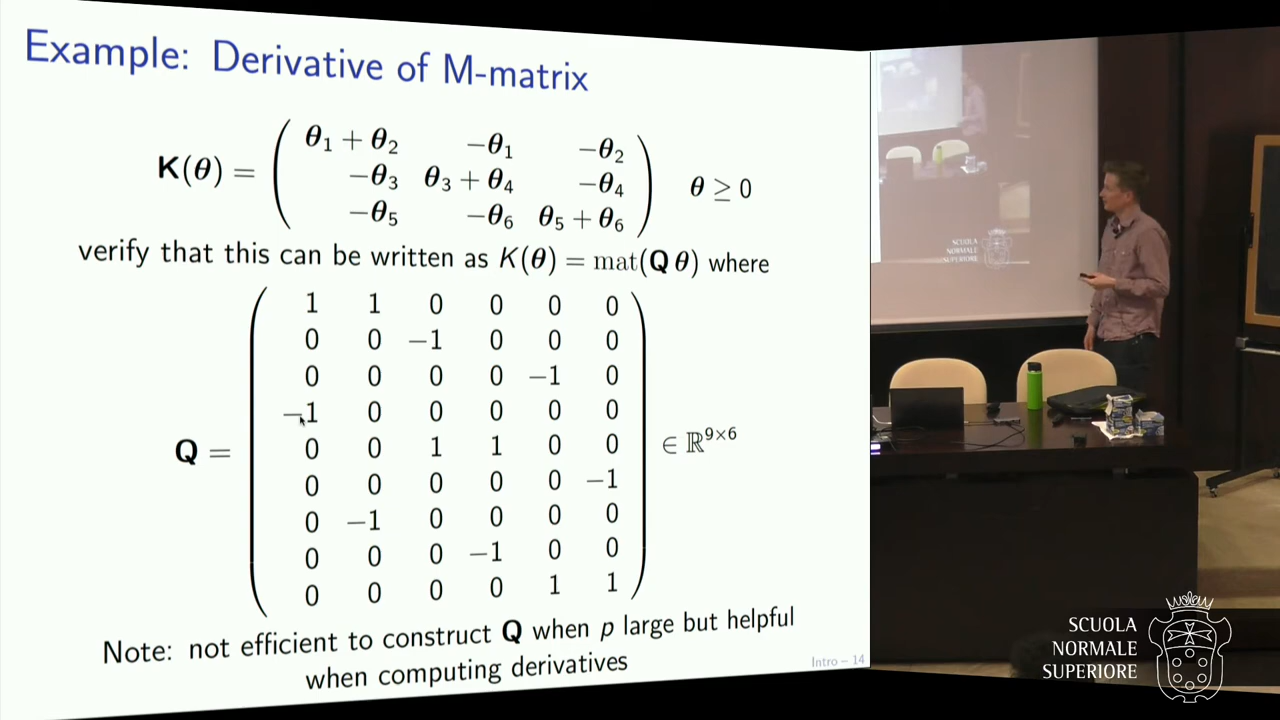 Example: Derivative of M-matrix
K(θ) = ( θ₁ + θ₂ −θ₁ −θ₂
−θ₃ θ₃ + θ₄ −θ₄
−θ₅ −θ₆ θ₅ + θ₆ ) θ ≥ 0
verify that this can be written as K(θ) = mat(Q θ) where
Q = ( 1 1 0 0 0 0
0 0 −1 0 0 0
0 0 0 0 −1 0
−1 0 0 0 0 0
0 0 1 1 0 0
0 0 0 0 0 −1
0 −1 0 0 0 0
0 0 0 −1 0 0
0 0 0 0 1 1 ) ∈ ℝ⁹ˣ⁶
Note: not efficient to construct Q when p large but helpful
when computing derivatives
Intro – 14
SCUOLA
NORMALE
SUPERIORE
SCUOLA
NORMALE
SUPERIORE